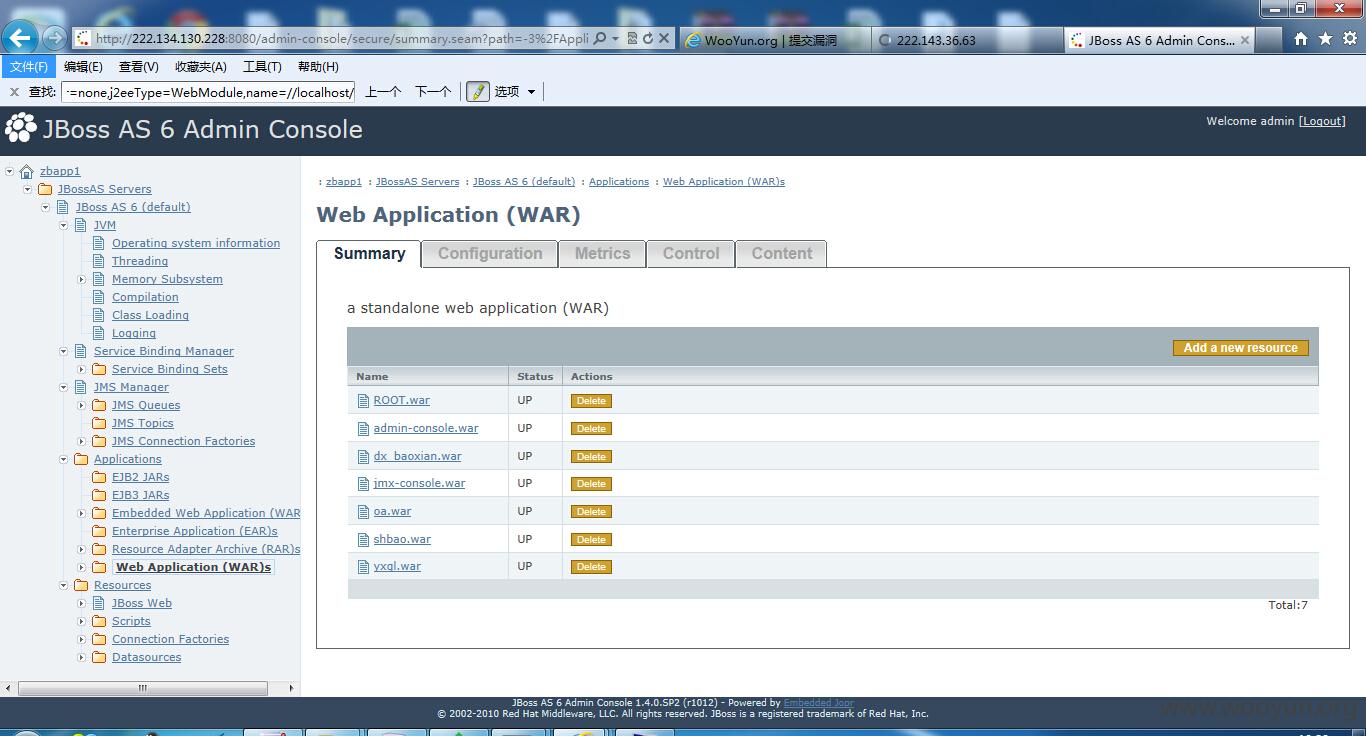 http://222.134.130.228:8080/admin-console/secure/summary.seam?path=-3%2FAppli
WooYun.org | 提交漏洞
222.143.36.63
JBoss AS 6 Admin Cons...
文件(F) 编辑(E) 查看(V) 收藏夹(A) 工具(T) 帮助(H)
查找: =none,j2eeType=WebModule,name=//localhost/ 上一个 下一个 选项
JBoss AS 6 Admin Console
Welcome admin [Logout]
zbapp1
JBossAS Servers
JBoss AS 6 (default)
JVM
Operating system information
Threading
Memory Subsystem
Compilation
Class Loading
Logging
Service Binding Manager
Service Binding Sets
JMS Manager
JMS Queues
JMS Topics
JMS Connection Factories
Applications
EJB2 JARs
EJB3 JARs
Embedded Web Application (WAR
Enterprise Application (EAR)s
Resource Adapter Archive (RAR)s
Web Application (WAR)s
Resources
JBoss Web
Scripts
Connection Factories
Datasources
: zbapp1 : JBossAS Servers : JBoss AS 6 (default) : Applications : Web Application (WAR)s
Web Application (WAR)
Summary Configuration Metrics Control Content
a standalone web application (WAR)
Add a new resource
Name Status Actions
ROOT.war UP Delete
admin-console.war UP Delete
dx_baoxian.war UP Delete
jmx-console.war UP Delete
oa.war UP Delete
shbao.war UP Delete
yxgl.war UP Delete
Total:7
JBoss AS 6 Admin Console 1.4.0.SP2 (r1012) - Powered by Embedded Jopr
© 2002-2010 Red Hat Middleware, LLC. All rights reserved. JBoss is a registered trademark of Red Hat, Inc.
www.wooyun.org